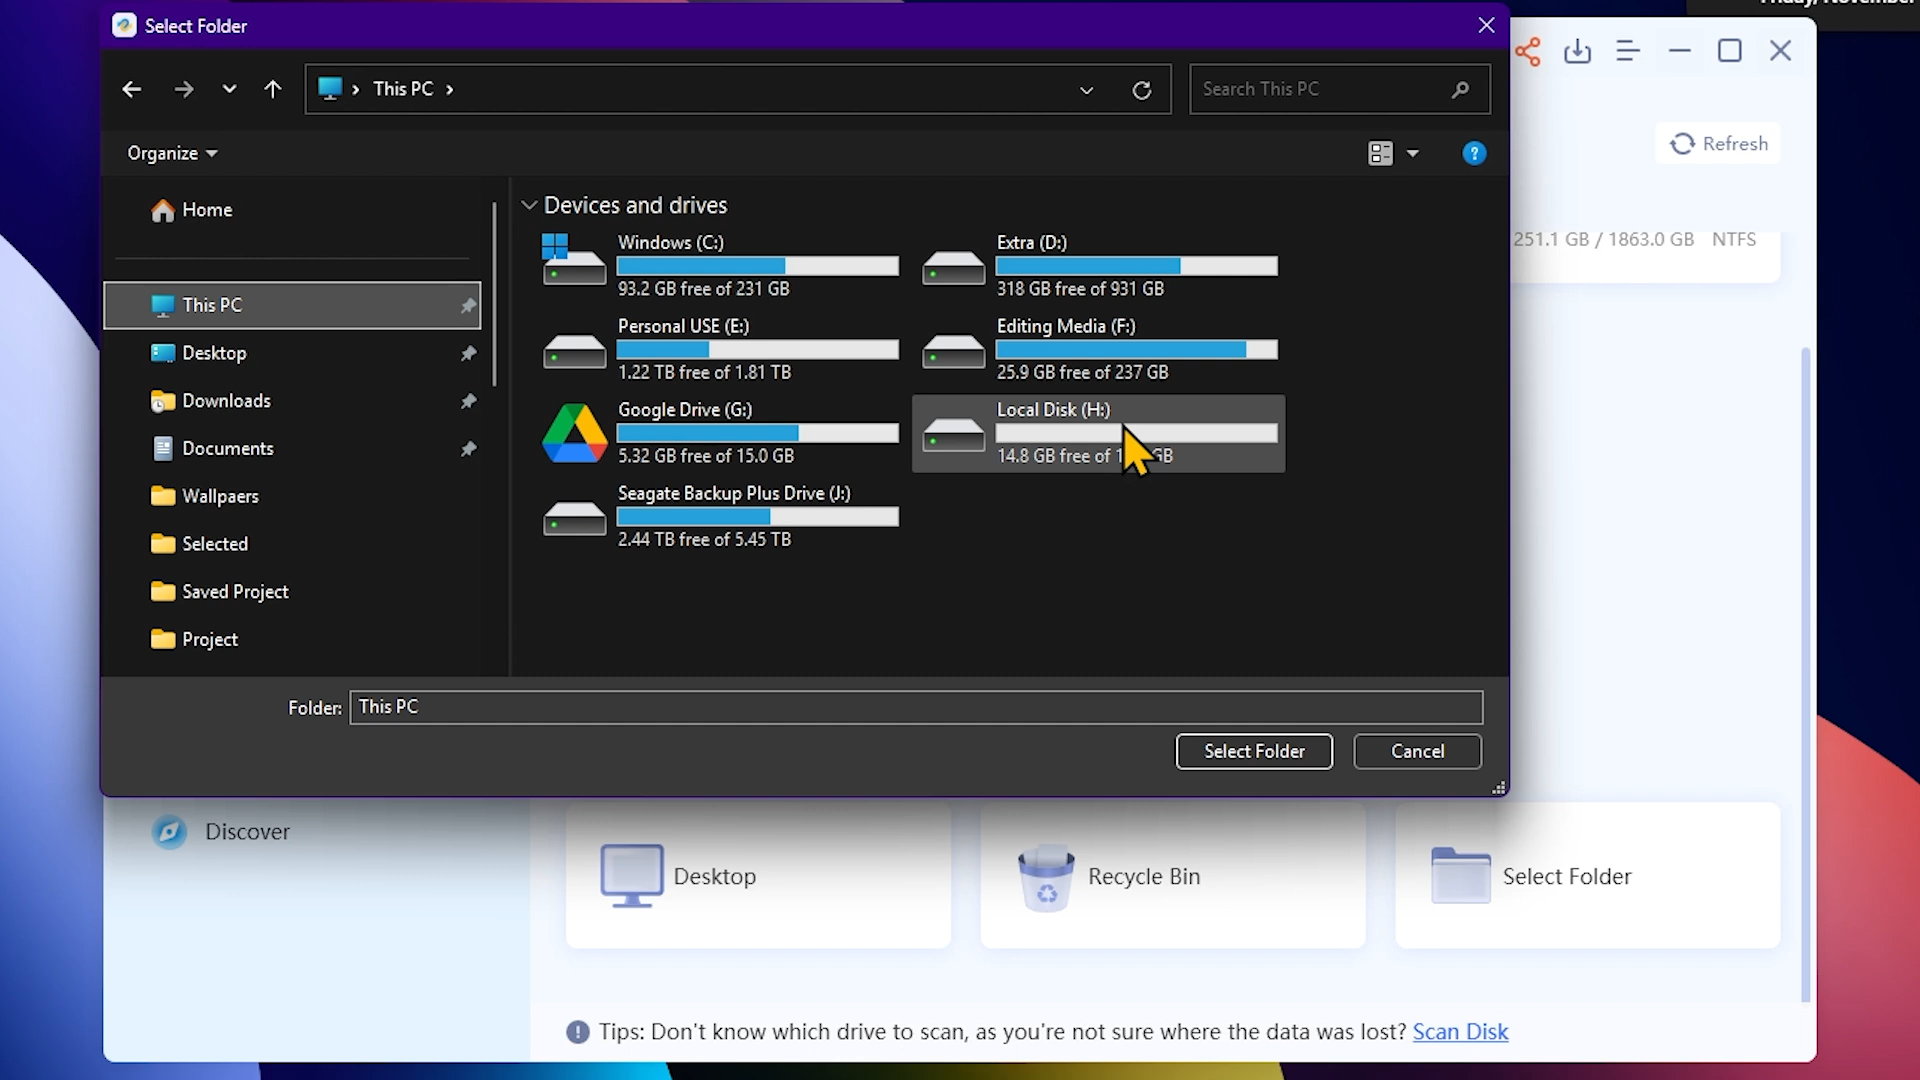 Friday, November
Select Folder
This PC
Search This PC
Organize
Refresh
Home
This PC
Desktop
Downloads
Documents
Wallpaers
Selected
Saved Project
Project
Devices and drives
Windows (C:)
93.2 GB free of 231 GB
Extra (D:)
318 GB free of 931 GB
Personal USE (E:)
1.22 TB free of 1.81 TB
Editing Media (F:)
25.9 GB free of 237 GB
Google Drive (G:)
5.32 GB free of 15.0 GB
Local Disk (H:)
14.8 GB free of GB
Seagate Backup Plus Drive (J:)
2.44 TB free of 5.45 TB
251.1 GB / 1863.0 GB NTFS
Folder: This PC
Select Folder
Cancel
Discover
Desktop
Recycle Bin
Select Folder
Tips: Don't know which drive to scan, as you're not sure where the data was lost? Scan Disk